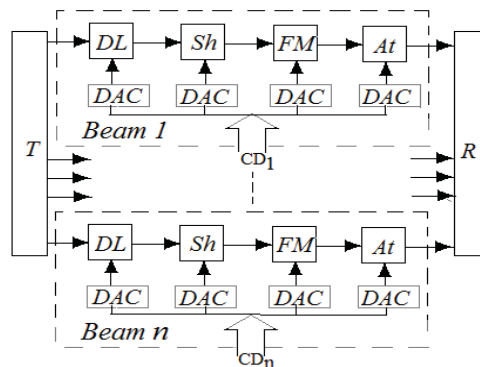 DL Sh FM At
DAC DAC DAC DAC
Beam 1
CD1
T
R
DL Sh FM At
DAC DAC DAC DAC
Beam n
CDn